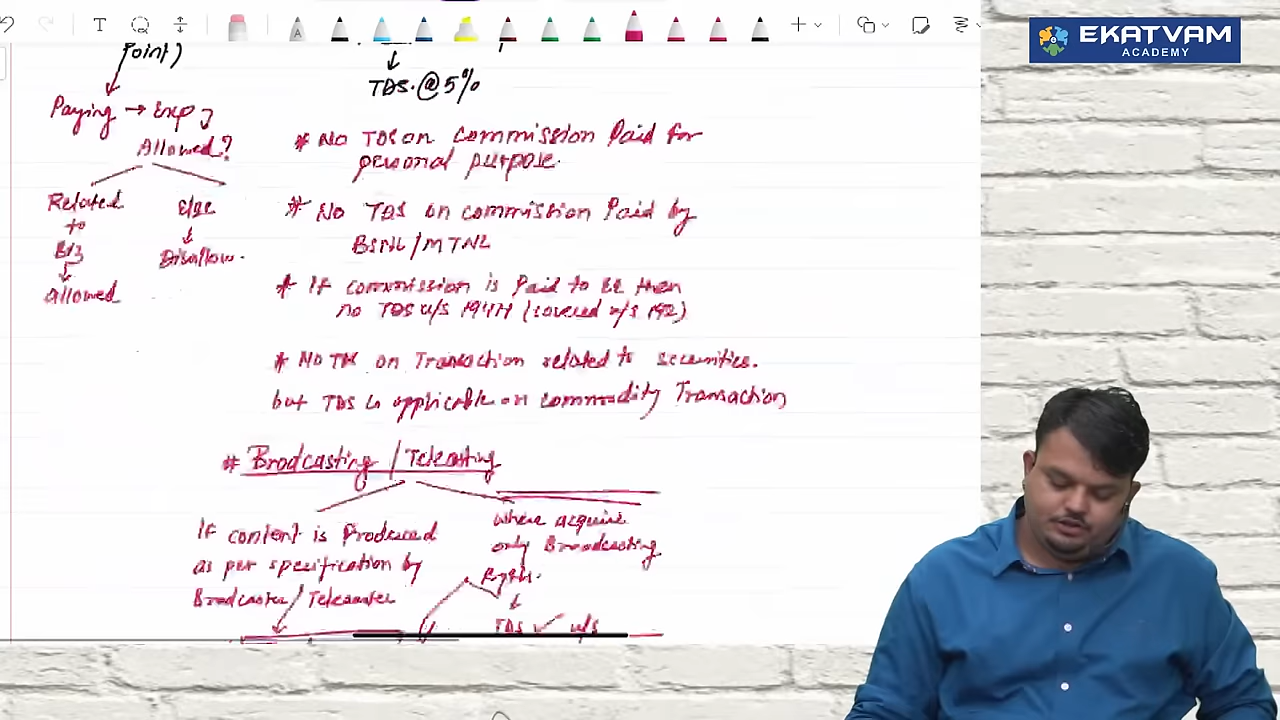 EKATVAM
ACADEMY
Point)
Paying → Exp
Allowed?
Related
to
Biz
Allowed
else
Disallow.
TDS.@5%
* No TDS on commission Paid for
personal purpose.
* No TDS on commission Paid by
BSNL/MTNL
* If commission is Paid to EE then
no TDS u/s 194H (covered u/s 192)
* No TDS on Transaction related to securities.
but TDS is applicable on commodity Transaction
* Brodcasting / Telecasting
If content is Produced
as per specification by
Brodcaster / Telecaster
where acquire
only Broadcasting
Rights.
TDS ✓ u/s